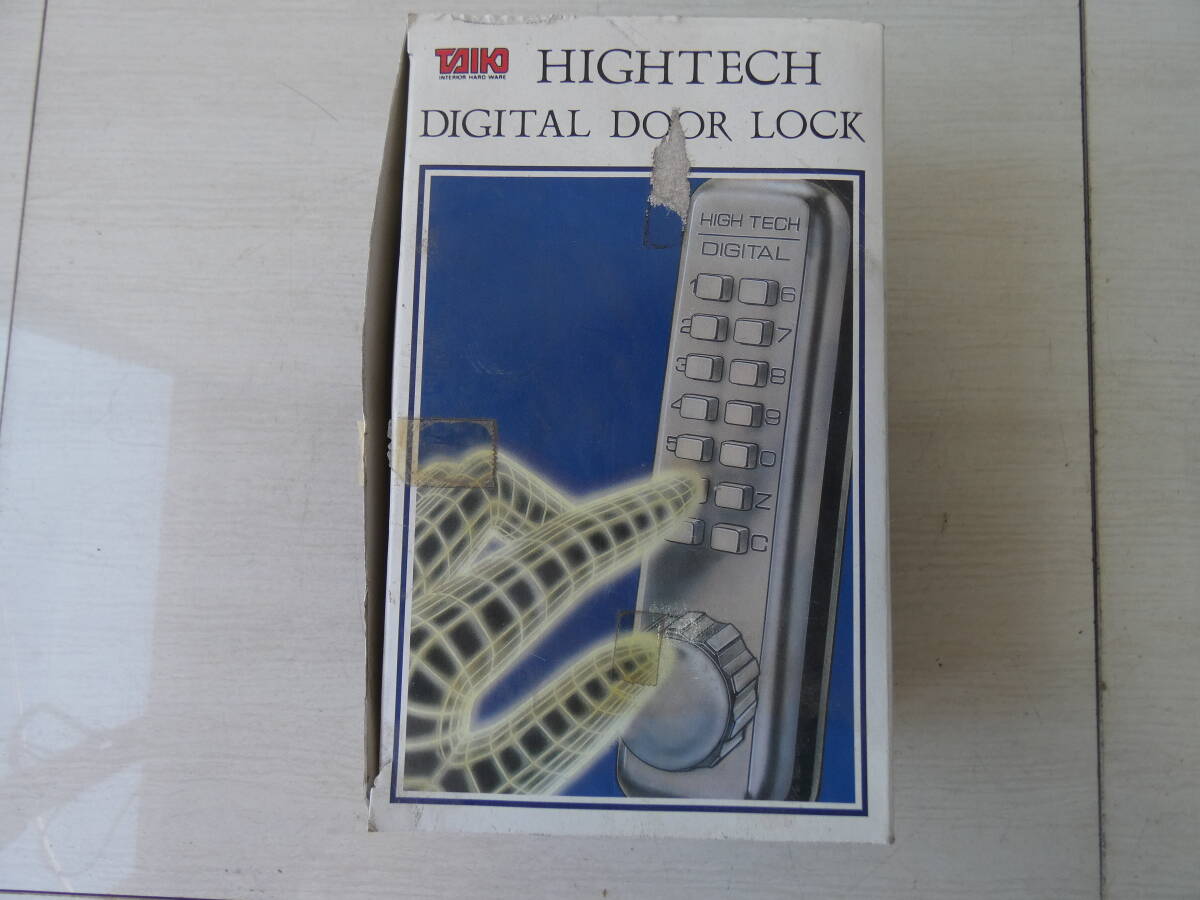 TAIKO
INTERIOR HARD WARE
HIGHTECH
DIGITAL DOOR LOCK
HIGH TECH
DIGITAL
1 6
2 7
3 8
4 9
5 0
Z
C